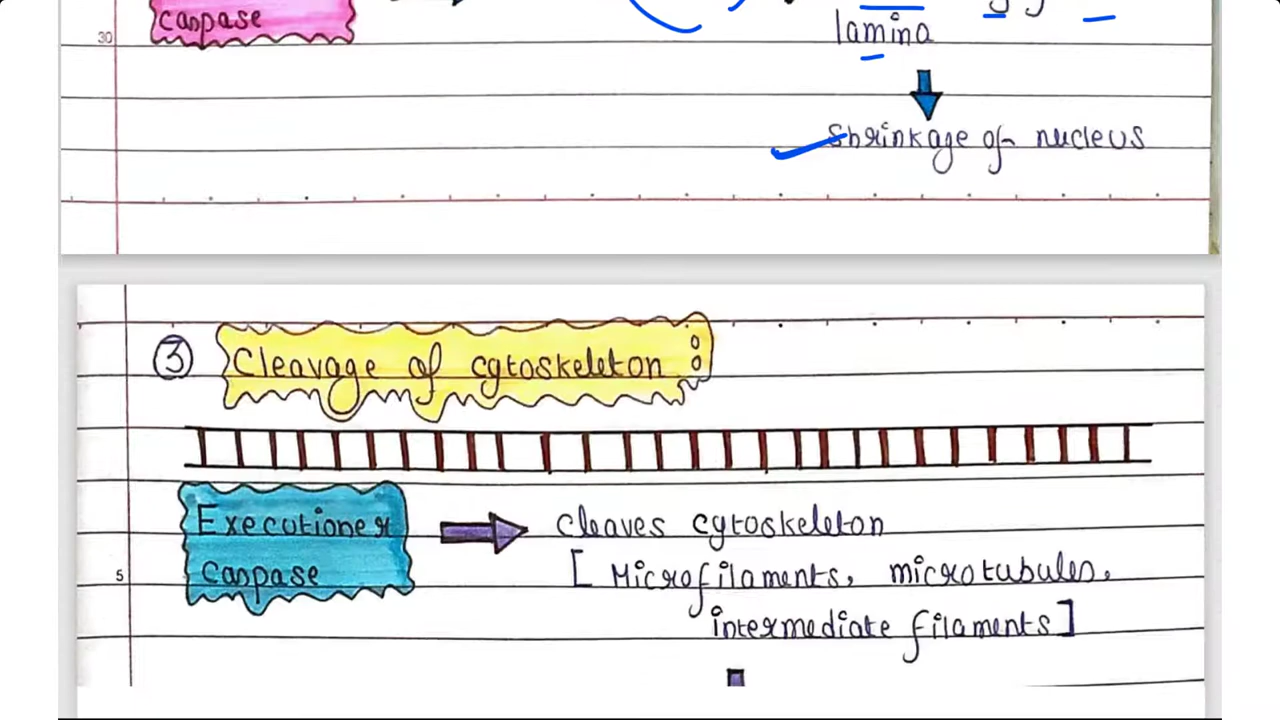 caspase
30
lamina
shrinkage of nucleus
③ Cleavage of cytoskeleton :
Executioner
caspase
cleaves cytoskeleton
[ Microfilaments, microtubules,
5
intermediate filaments]